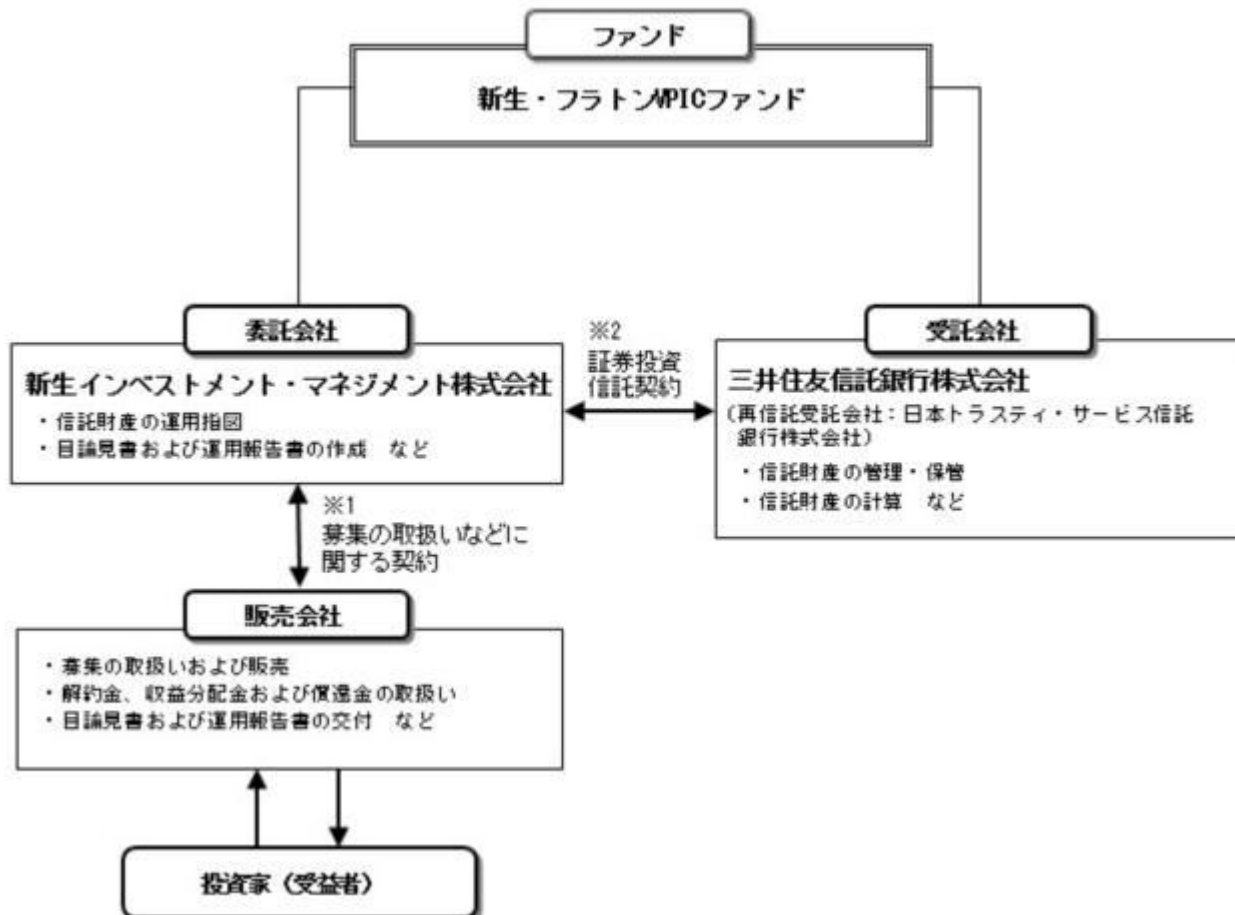 ファンド
新生・フラトンVPICファンド
委託会社
新生インベストメント・マネジメント株式会社
・信託財産の運用指図
・目論見書および運用報告書の作成　など
※2
証券投資
信託契約
受託会社
三井住友信託銀行株式会社
(再信託受託会社：日本トラスティ・サービス信託
銀行株式会社)
・信託財産の管理・保管
・信託財産の計算　など
※1
募集の取扱いなどに
関する契約
販売会社
・募集の取扱いおよび販売
・解約金、収益分配金および償還金の取扱い
・目論見書および運用報告書の交付　など
投資家（受益者）